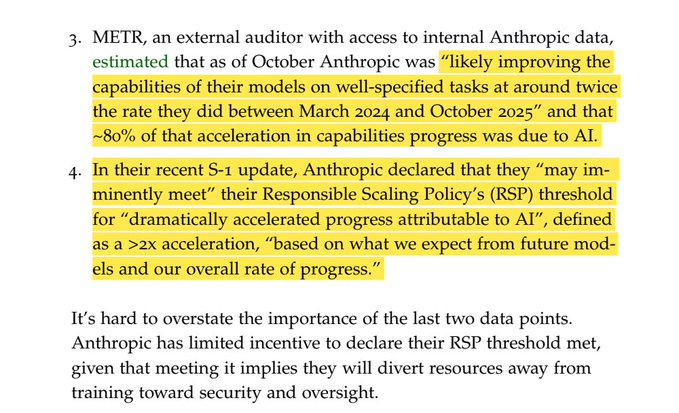 3. METR, an external auditor with access to internal Anthropic data,
estimated that as of October Anthropic was “likely improving the
capabilities of their models on well-specified tasks at around twice
the rate they did between March 2024 and October 2025” and that
~80% of that acceleration in capabilities progress was due to AI.
4. In their recent S-1 update, Anthropic declared that they “may im-
minently meet” their Responsible Scaling Policy’s (RSP) threshold
for “dramatically accelerated progress attributable to AI”, defined
as a >2x acceleration, “based on what we expect from future mod-
els and our overall rate of progress.”
It’s hard to overstate the importance of the last two data points.
Anthropic has limited incentive to declare their RSP threshold met,
given that meeting it implies they will divert resources away from
training toward security and oversight.